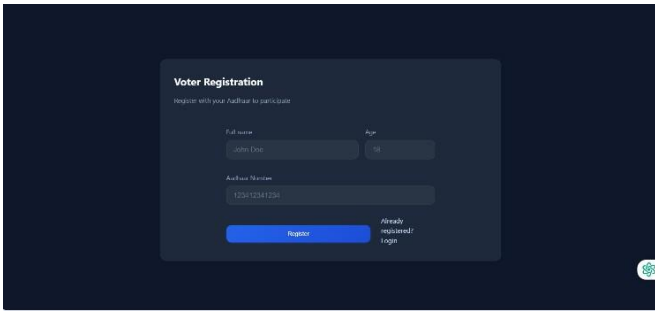 Voter Registration
Register with your Aadhaar to participate
Full name
Age
John Doe
18
Aadhaar Number
123412341234
Register
Already
registered?
Login